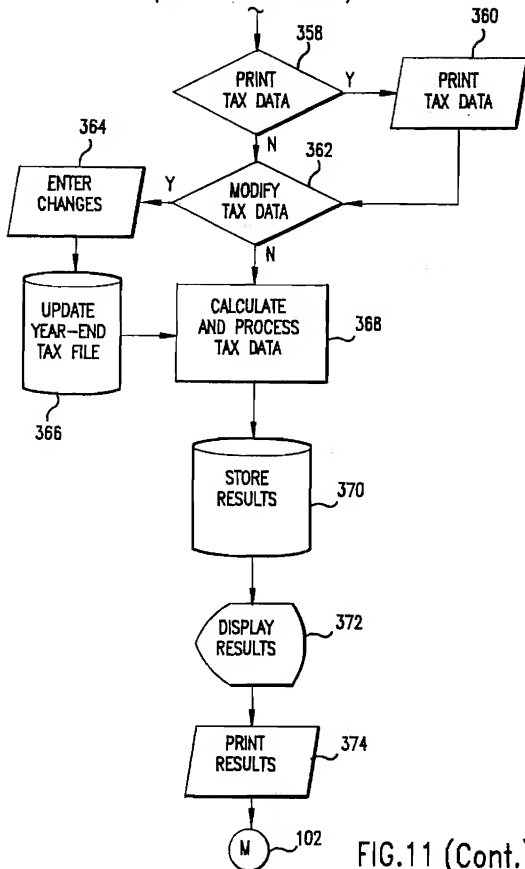 358
PRINT
TAX DATA
Y
360
PRINT
TAX DATA
N
362
MODIFY
TAX DATA
Y
364
ENTER
CHANGES
N
UPDATE
YEAR-END
TAX FILE
366
CALCULATE
AND PROCESS
TAX DATA
368
STORE
RESULTS
370
DISPLAY
RESULTS
372
PRINT
RESULTS
374
M
102
FIG.11 (Cont.)